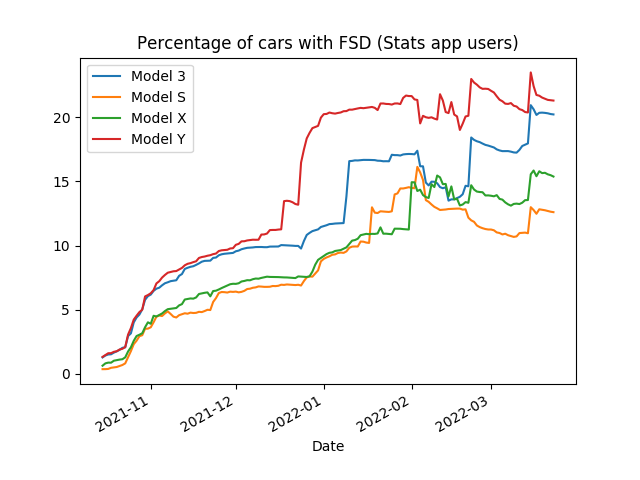 Percentage of cars with FSD (Stats app users)
Model 3
Model S
Model X
Model Y
20
15
10
5
0
2021-11
2021-12
2022-01
2022-02
2022-03
Date